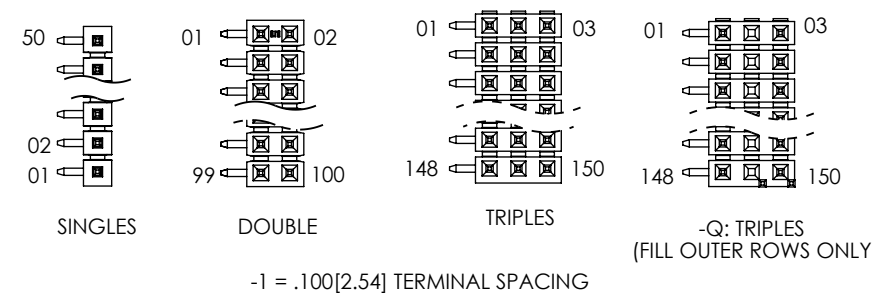 50 01 02 01 03 01 03
02
01 99 100 148 150 148 150
SINGLES DOUBLE TRIPLES -Q: TRIPLES
(FILL OUTER ROWS ONLY
-1 = .100[2.54] TERMINAL SPACING